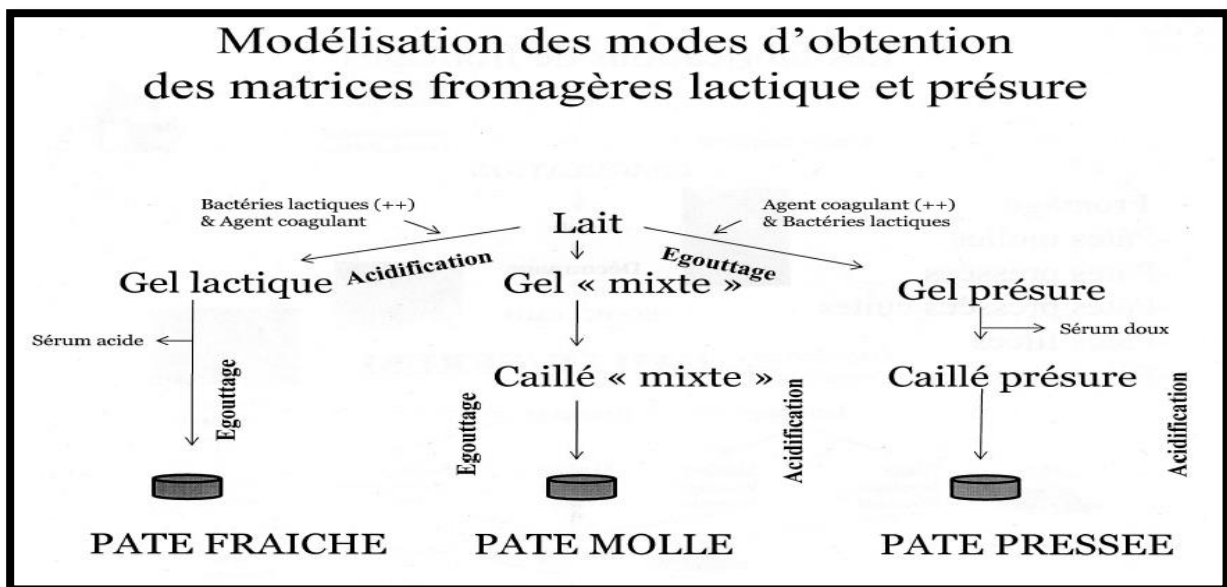 Modélisation des modes d’obtention
des matrices fromagères lactique et présure
Bactéries lactiques (++)
& Agent coagulant
Agent coagulant (++)
& Bactéries lactiques
Lait
Acidification
Egouttage
Gel lactique
Gel « mixte »
Gel présure
Sérum acide
Sérum doux
Egouttage
Caillé « mixte »
Caillé présure
Egouttage
Acidification
Acidification
PATE FRAICHE
PATE MOLLE
PATE PRESSEE